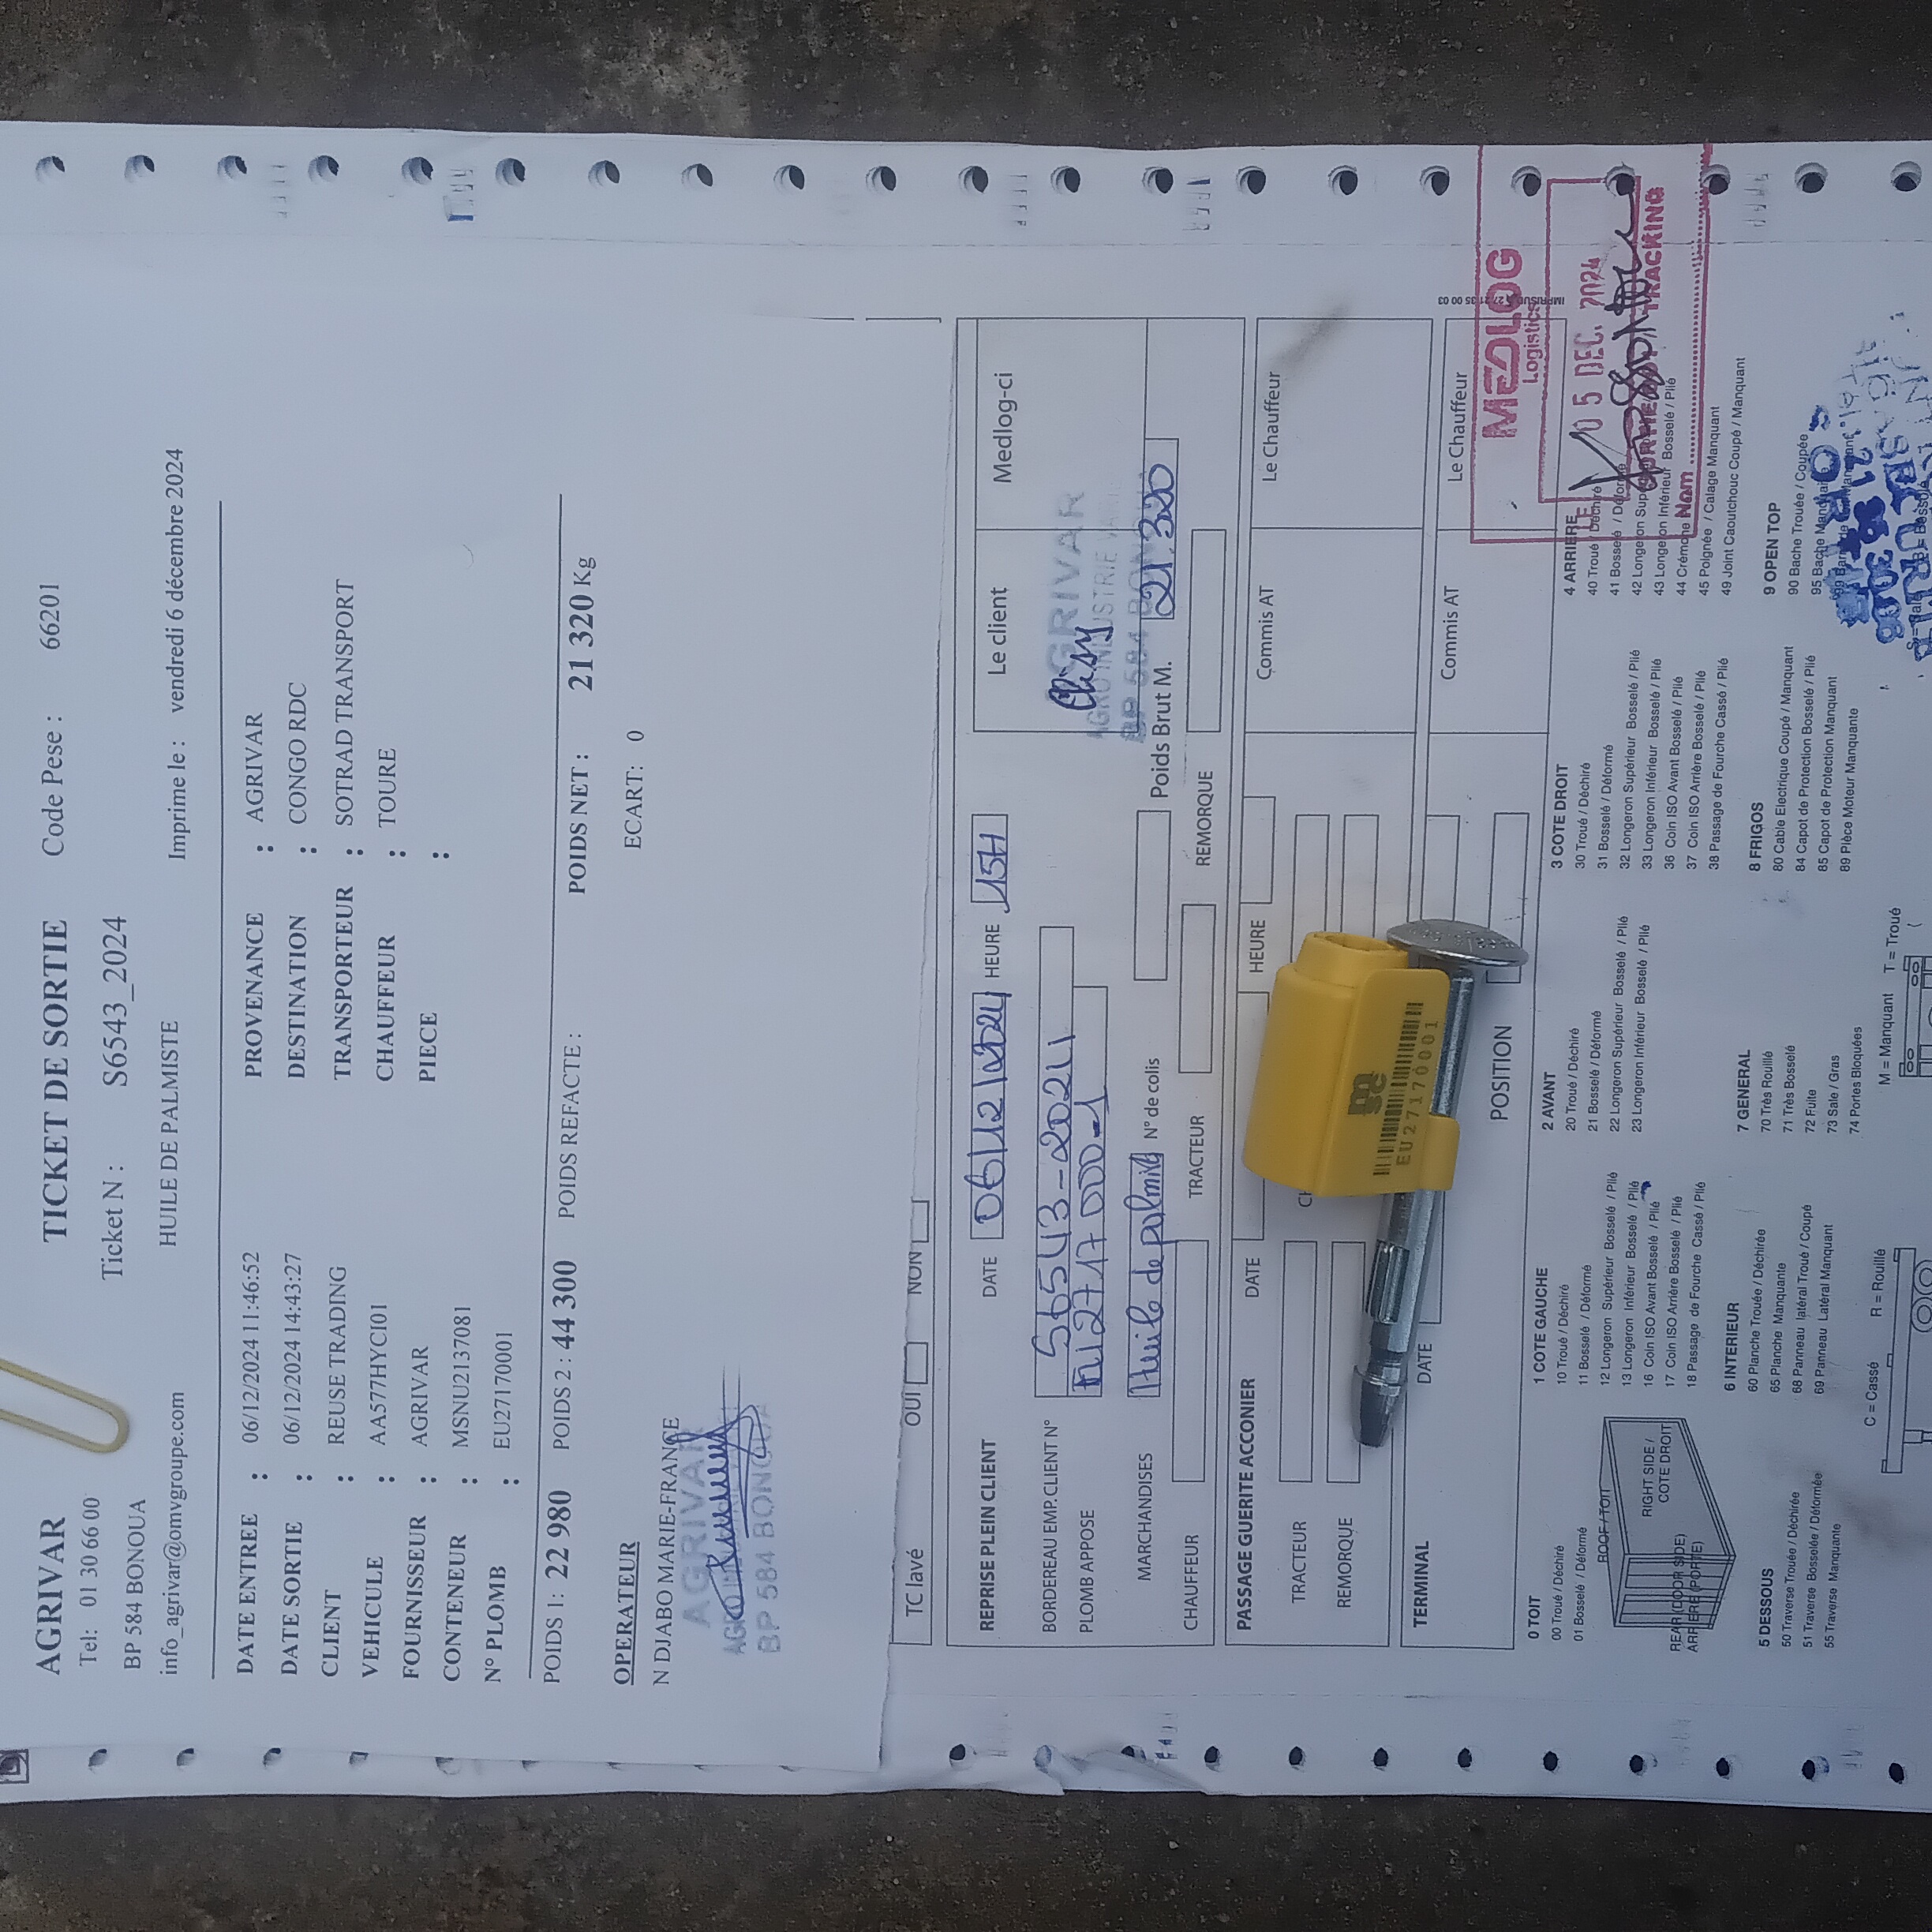 AGRIVAR
TICKET DE SORTIE
Code Pese : 66201
Tel: 01 30 66 00
Ticket N : S6543_2024
BP 584 BONOUA
info_agrivar@omvgroupe.com
HUILE DE PALMISTE
Imprime le : vendredi 6 décembre 2024
DATE ENTREE : 06/12/2024 11:46:52
PROVENANCE : AGRIVAR
DATE SORTIE : 06/12/2024 14:43:27
DESTINATION : CONGO RDC
CLIENT : REUSE TRADING
TRANSPORTEUR : SOTRAD TRANSPORT
VEHICULE : AA577HYCI01
CHAUFFEUR : TOURE
FOURNISSEUR : AGRIVAR
PIECE :
CONTENEUR : MSNU2137081
N° PLOMB : EU27170001
POIDS 1: 22 980 POIDS 2 : 44 300 POIDS REFACTE : POIDS NET : 21 320 Kg
OPERATEUR
ECART: 0
N DJABO MARIE-FRANCE
AGRIVAR
AGRO INDUSTRIE
BP 584 BONOUA
TC lavé OUI NON
REPRISE PLEIN CLIENT DATE 06/12/2024 HEURE 15H
Le client Medlog-ci
BORDEREAU EMP.CLIENT N° S6543-2024
PLOMB APPOSE EU2717000-1
AGRIVAR
AGRO INDUSTRIE
BP 584 BONOUA
MARCHANDISES Huile de palmist N° de colis Poids Brut M. 21.320
CHAUFFEUR TRACTEUR REMORQUE
PASSAGE GUERITE ACCONIER DATE HEURE
Commis AT Le Chauffeur
TRACTEUR
REMORQUE
msc
EU27170001
TERMINAL DATE
Commis AT Le Chauffeur
POSITION
MEDLOG
Logistics
LE 05 DEC. 2024
TRACKING
Nom
0 TOIT
00 Troué / Déchiré
01 Bosselé / Déformé
ROOF / TOIT
RIGHT SIDE /
COTE DROIT
REAR (DOOR SIDE)
ARRIERE (PORTE)
1 COTE GAUCHE
10 Troué / Déchiré
11 Bosselé / Déformé
12 Longeron Supérieur Bosselé / Plié
13 Longeron Inférieur Bosselé / Plié
16 Coin ISO Avant Bosselé / Plié
17 Coin ISO Arrière Bosselé / Plié
18 Passage de Fourche Cassé / Plié
2 AVANT
20 Troué / Déchiré
21 Bosselé / Déformé
22 Longeron Supérieur Bosselé / Plié
23 Longeron Inférieur Bosselé / Plié
3 COTE DROIT
30 Troué / Déchiré
31 Bosselé / Déformé
32 Longeron Supérieur Bosselé / Plié
33 Longeron Inférieur Bosselé / Plié
36 Coin ISO Avant Bosselé / Plié
37 Coin ISO Arrière Bosselé / Plié
38 Passage de Fourche Cassé / Plié
4 ARRIERE
40 Troué / Déchiré
41 Bosselé / Déformé
42 Longeron
43 Longeron Inférieur Bosselé / Plié
44 Crémone
45 Poignée / Calage Manquant
49 Joint Caoutchouc Coupé / Manquant
5 DESSOUS
50 Traverse Trouée / Déchirée
51 Traverse Bosselée / Déformée
55 Traverse Manquante
6 INTERIEUR
60 Planche Trouée / Déchirée
65 Planche Manquante
68 Panneau latéral Troué / Coupé
69 Panneau Latéral Manquant
7 GENERAL
70 Très Rouillé
71 Très Bosselé
72 Fuite
73 Sale / Gras
74 Portes Bloquées
8 FRIGOS
80 Cable Electrique Coupé / Manquant
84 Capot de Protection Bosselé / Plié
85 Capot de Protection Manquant
89 Pièce Moteur Manquante
9 OPEN TOP
90 Bache Trouée / Coupée
95 Bache
C = Cassé R = Rouillé
M = Manquant T = Troué